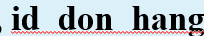 , id don hang